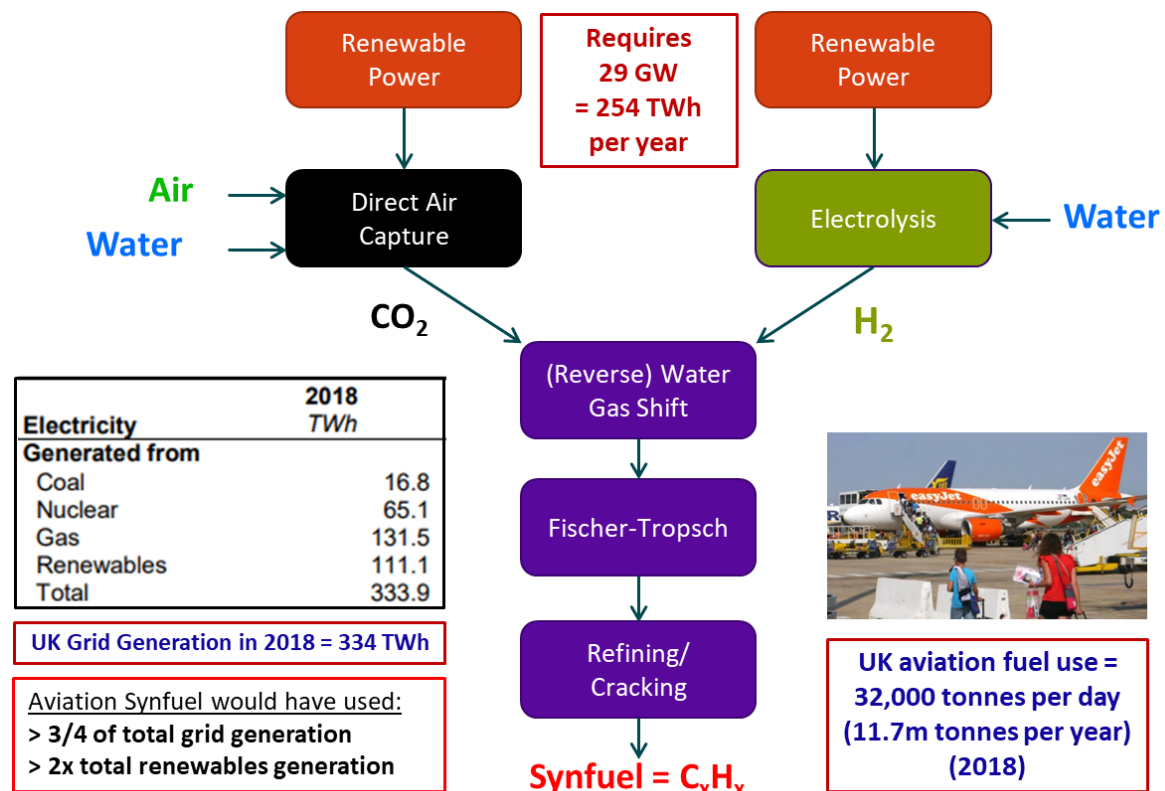 Renewable
Power
Requires
29 GW
= 254 TWh
per year
Renewable
Power
Air
Water
Direct Air
Capture
Electrolysis
Water
CO₂
H₂
(Reverse) Water
Gas Shift
2018
Electricity TWh
Generated from
Coal 16.8
Nuclear 65.1
Gas 131.5
Renewables 111.1
Total 333.9
Fischer-Tropsch
easyJet
easyJet
UK Grid Generation in 2018 = 334 TWh
Refining/
Cracking
UK aviation fuel use =
32,000 tonnes per day
(11.7m tonnes per year)
(2018)
Aviation Synfuel would have used:
> 3/4 of total grid generation
> 2x total renewables generation
Synfuel = CₓHₓ